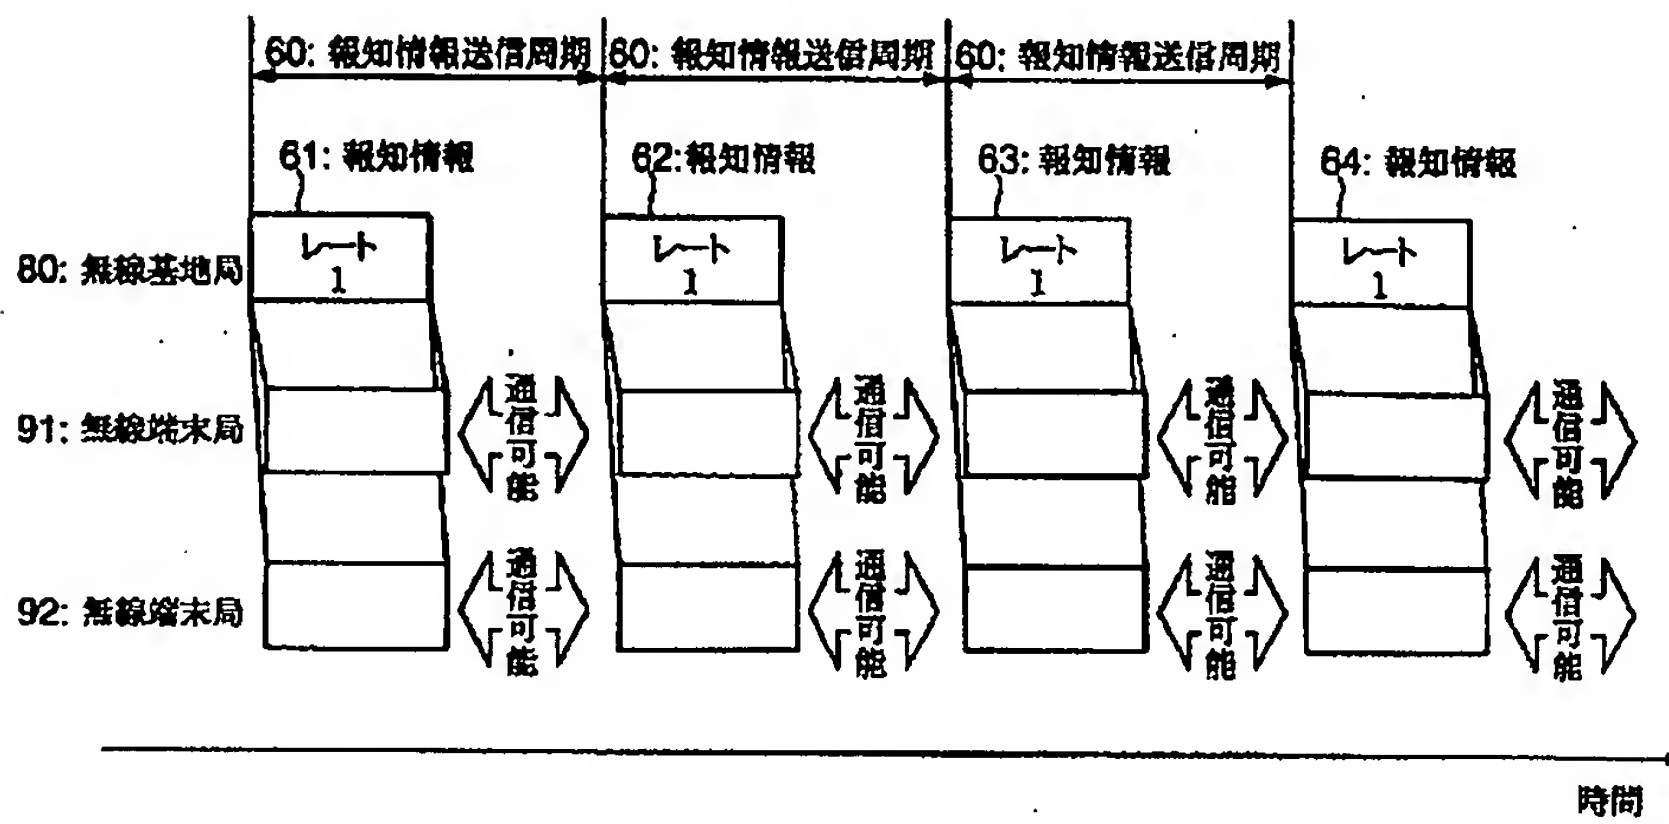 60: 報知情報送信周期
60: 報知情報送信周期
60: 報知情報送信周期
61: 報知情報
62:報知情報
63: 報知情報
64: 報知情報
80: 無線基地局
レート
1
レート
1
レート
1
レート
1
91: 無線端末局
通信可能
通信可能
通信可能
通信可能
92: 無線端末局
通信可能
通信可能
通信可能
通信可能
時間